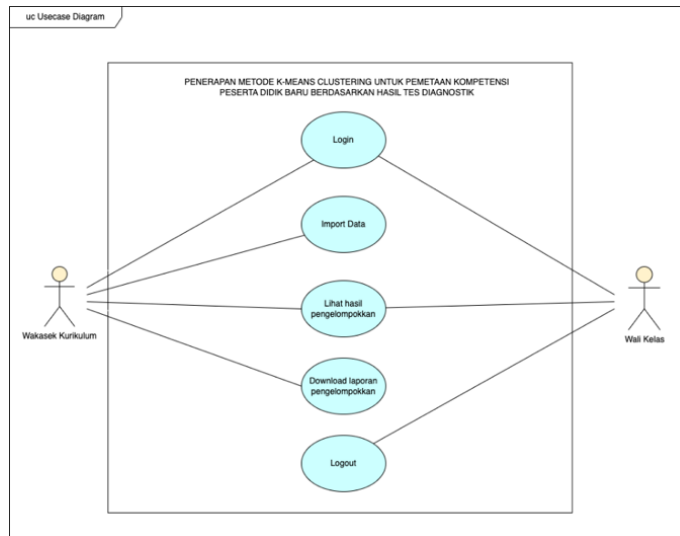 uc Usecase Diagram
PENERAPAN METODE K-MEANS CLUSTERING UNTUK PEMETAAN KOMPETENSI
PESERTA DIDIK BARU BERDASARKAN HASIL TES DIAGNOSTIK
Login
Import Data
Lihat hasil
pengelompokkan
Wakasek Kurikulum
Wali Kelas
Download laporan
pengelompokkan
Logout